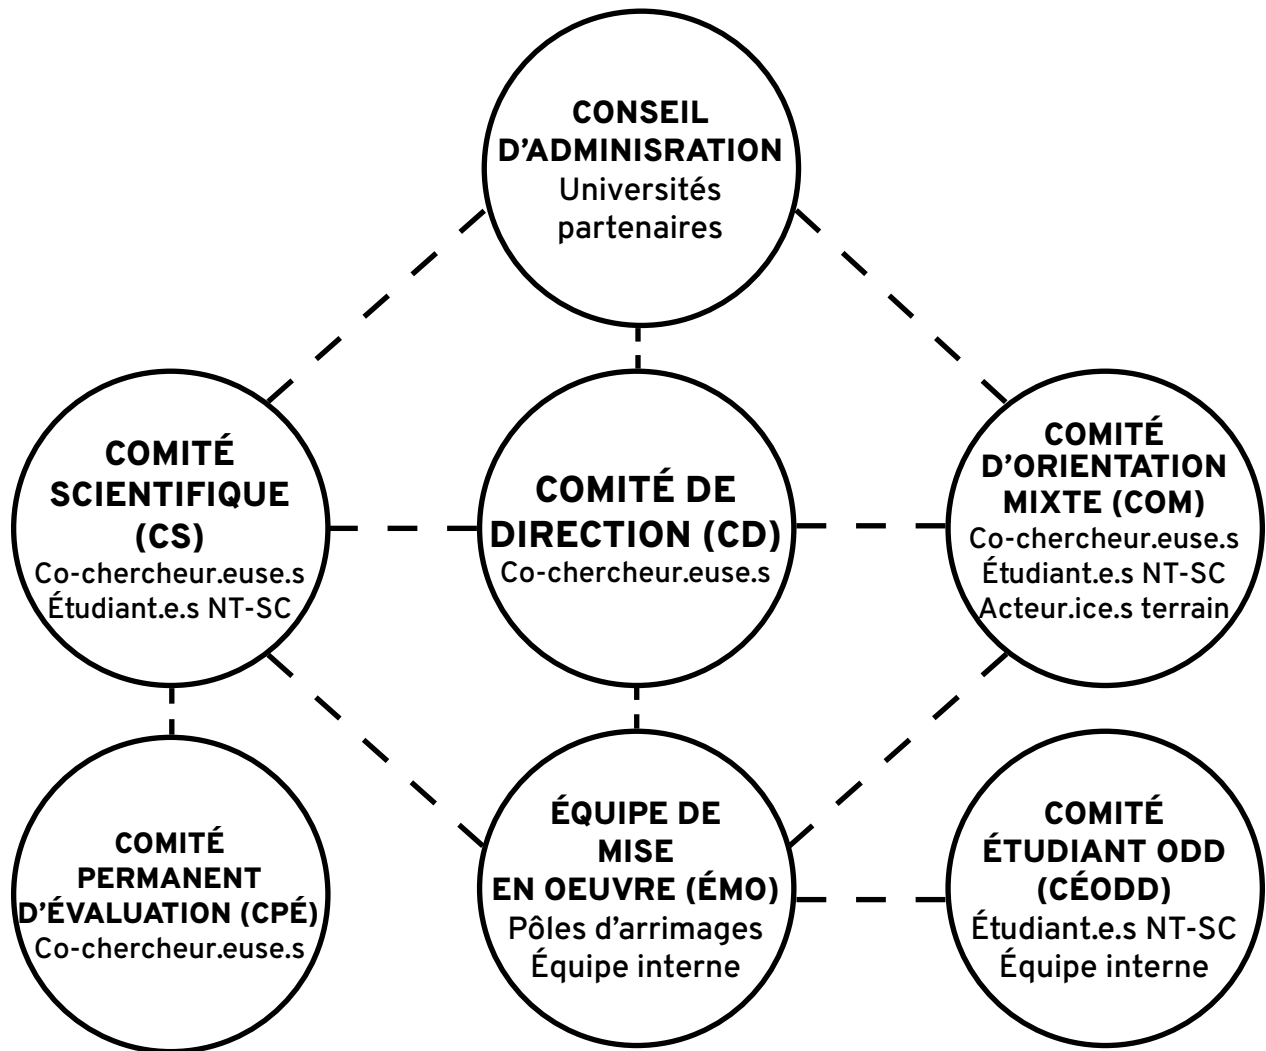 CONSEIL
D'ADMINISRATION
Universités
partenaires
COMITÉ
SCIENTIFIQUE
(CS)
Co-chercheur.euse.s
Étudiant.e.s NT-SC
COMITÉ DE
DIRECTION (CD)
Co-chercheur.euse.s
COMITÉ
D'ORIENTATION
MIXTE (COM)
Co-chercheur.euse.s
Étudiant.e.s NT-SC
Acteur.ice.s terrain
COMITÉ
PERMANENT
D'ÉVALUATION (CPÉ)
Co-chercheur.euse.s
ÉQUIPE DE
MISE
EN OEUVRE (ÉMO)
Pôles d'arrimages
Équipe interne
COMITÉ
ÉTUDIANT ODD
(CÉODD)
Étudiant.e.s NT-SC
Équipe interne